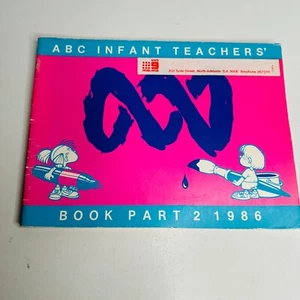 ABC INFANT TEACHERS'
BOOK PART 2 1986